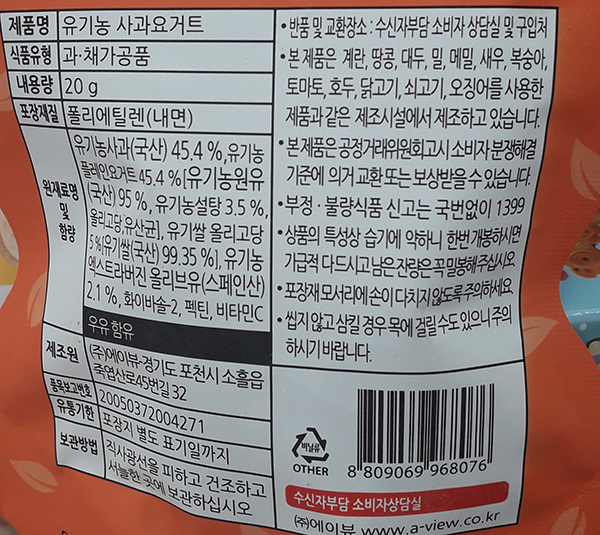 제품명 유기농 사과요거트
식품유형 과·채가공품
내용량 20 g
포장재질 폴리에틸렌(내면)
원재료명 및 함량
유기농사과(국산) 45.4 %, 유기농
플레인요거트 45.4 %[유기농원유
(국산) 95 %, 유기농설탕 3.5 %,
올리고당, 유산균], 유기쌀 올리고당
5 %[유기쌀(국산) 99.35 %], 유기농
엑스트라버진 올리브유(스페인산)
2.1 %, 화이바솔-2, 펙틴, 비타민C
우유 함유
제조원 (주)에이뷰·경기도 포천시 소흘읍
죽엽산로45번길 32
품목보고번호 20050372004271
유통기한 포장지 별도 표기일까지
보관방법 직사광선을 피하고 건조하고
서늘한 곳에 보관하십시오
• 반품 및 교환장소 : 수신자부담 소비자 상담실 및 구입처
• 본 제품은 계란, 땅콩, 대두, 밀, 메밀, 새우, 복숭아,
토마토, 호두, 닭고기, 쇠고기, 오징어를 사용한
제품과 같은 제조시설에서 제조하고 있습니다.
• 본 제품은 공정거래위원회고시 소비자 분쟁해결
기준에 의거 교환 또는 보상받을 수 있습니다.
• 부정·불량식품 신고는 국번없이 1399
• 상품의 특성상 습기에 약하니 한번 개봉하시면
가급적 다 드시고 남은 잔량은 꼭 밀봉해주십시오.
• 포장재 모서리에 손이 다치지 않도록 주의하세요.
• 씹지 않고 삼킬 경우 목에 걸릴 수도 있으니 주의
하시기 바랍니다.
비닐류
OTHER
8 809069 968076
수신자부담 소비자상담실
(주)에이뷰 www.a-view.co.kr